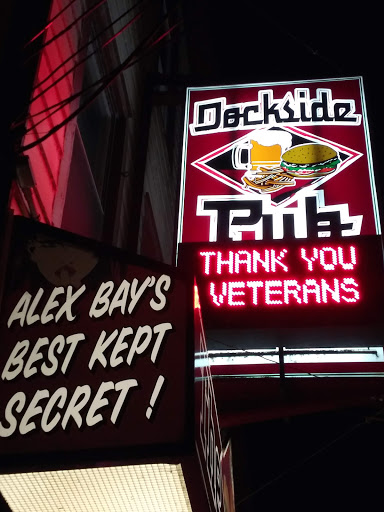 Dockside
Pub
THANK YOU
VETERANS
ALEX BAY'S
BEST KEPT
SECRET !